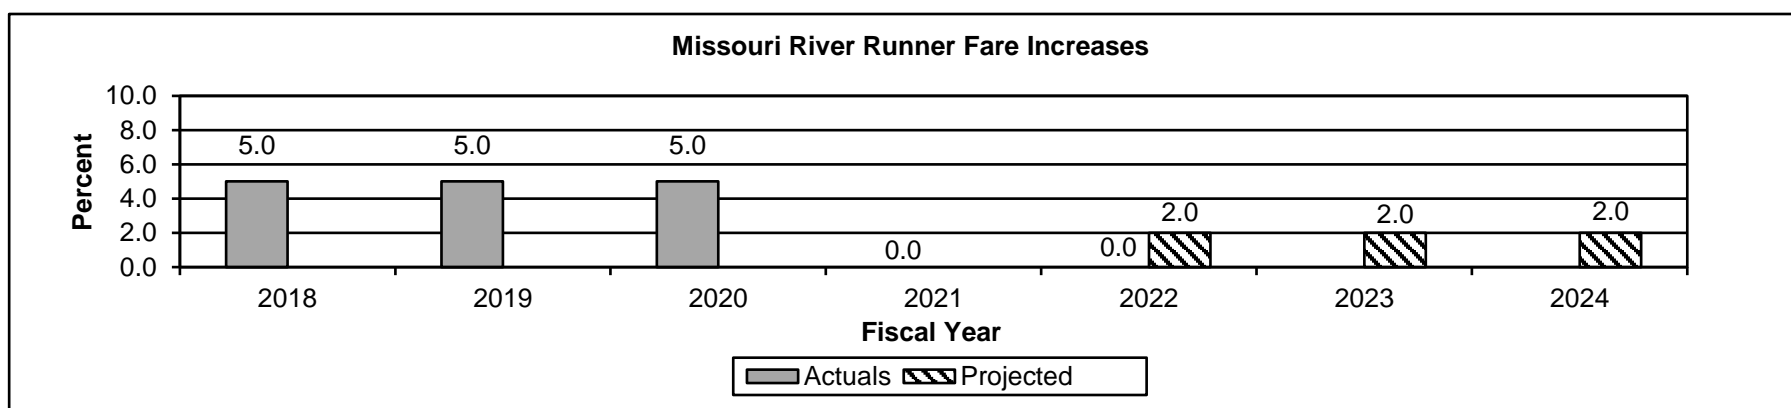 Missouri River Runner Fare Increases
10.0
8.0
6.0
4.0
2.0
0.0
Percent
5.0 5.0 5.0 0.0 0.0 2.0 2.0 2.0
2018 2019 2020 2021 2022 2023 2024
Fiscal Year
Actuals Projected